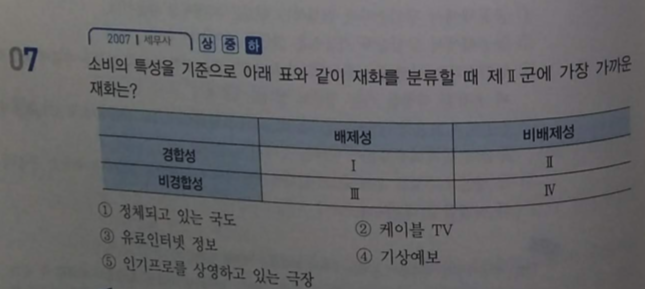 2007 | 세무사 상 중 하
07 소비의 특성을 기준으로 아래 표와 같이 재화를 분류할 때 제Ⅱ군에 가장 가까운
재화는?
배제성 비배제성
경합성 Ⅰ Ⅱ
비경합성 Ⅲ Ⅳ
① 정체되고 있는 국도 ② 케이블 TV
③ 유료인터넷 정보 ④ 기상예보
⑤ 인기프로를 상영하고 있는 극장